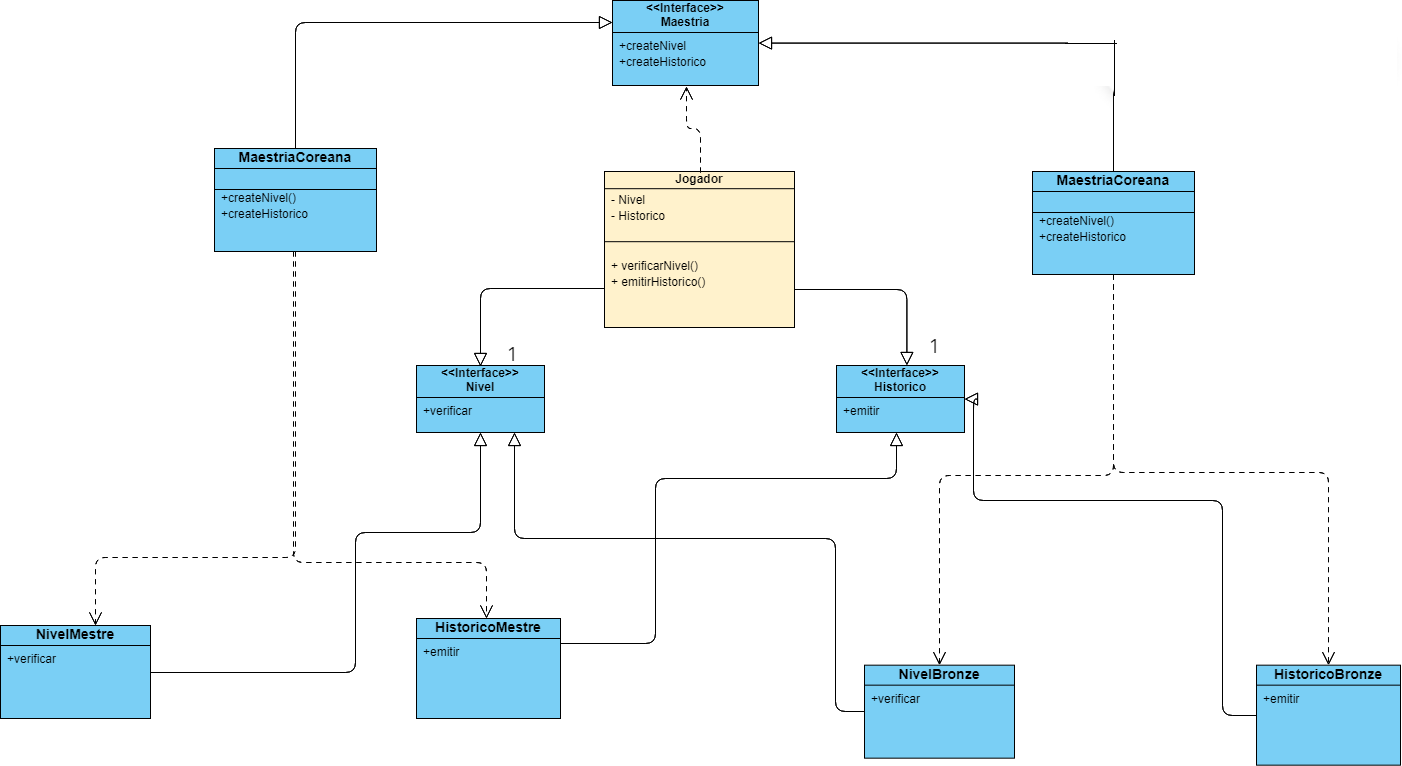 <<Interface>>
Maestria
+createNivel
+createHistorico
MaestriaCoreana
+createNivel()
+createHistorico
Jogador
- Nivel
- Historico
+ verificarNivel()
+ emitirHistorico()
MaestriaCoreana
+createNivel()
+createHistorico
1
<<Interface>>
Nivel
+verificar
1
<<Interface>>
Historico
+emitir
NivelMestre
+verificar
HistoricoMestre
+emitir
NivelBronze
+verificar
HistoricoBronze
+emitir